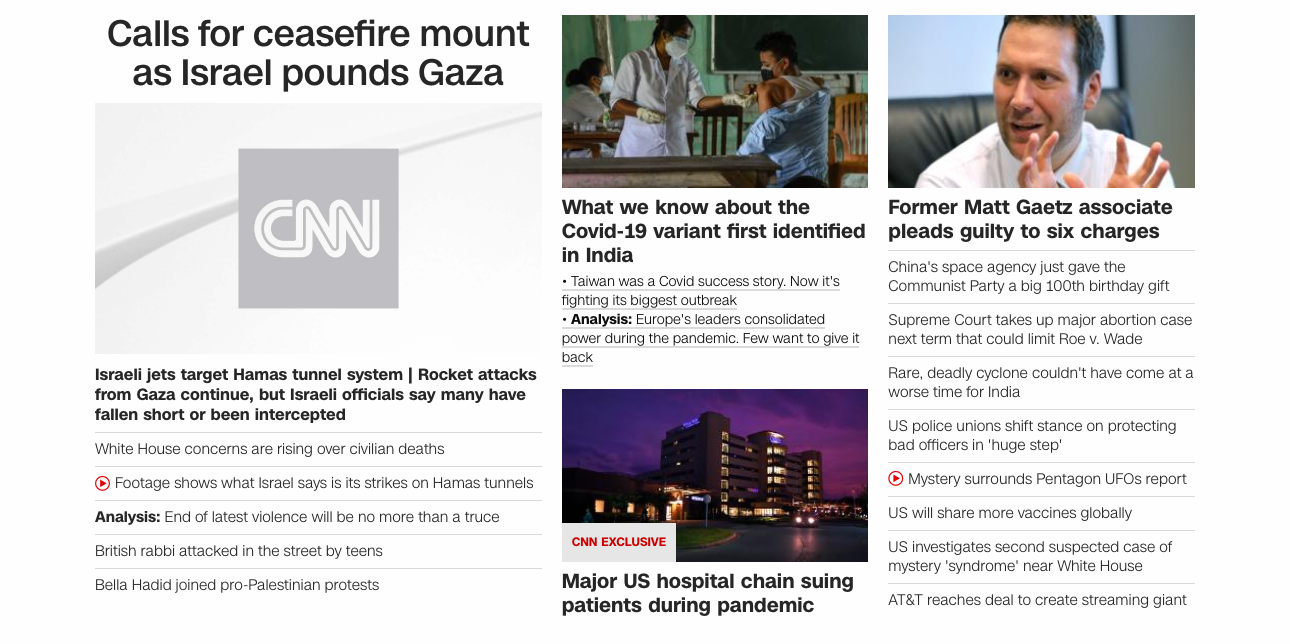 Calls for ceasefire mount
as Israel pounds Gaza
CNN
Israeli jets target Hamas tunnel system | Rocket attacks
from Gaza continue, but Israeli officials say many have
fallen short or been intercepted
White House concerns are rising over civilian deaths
Footage shows what Israel says is its strikes on Hamas tunnels
Analysis: End of latest violence will be no more than a truce
British rabbi attacked in the street by teens
Bella Hadid joined pro-Palestinian protests
What we know about the
Covid-19 variant first identified
in India
• Taiwan was a Covid success story. Now it's
fighting its biggest outbreak
• Analysis: Europe's leaders consolidated
power during the pandemic. Few want to give it
back
CNN EXCLUSIVE
Major US hospital chain suing
patients during pandemic
Former Matt Gaetz associate
pleads guilty to six charges
China's space agency just gave the
Communist Party a big 100th birthday gift
Supreme Court takes up major abortion case
next term that could limit Roe v. Wade
Rare, deadly cyclone couldn't have come at a
worse time for India
US police unions shift stance on protecting
bad officers in 'huge step'
Mystery surrounds Pentagon UFOs report
US will share more vaccines globally
US investigates second suspected case of
mystery 'syndrome' near White House
AT&T reaches deal to create streaming giant